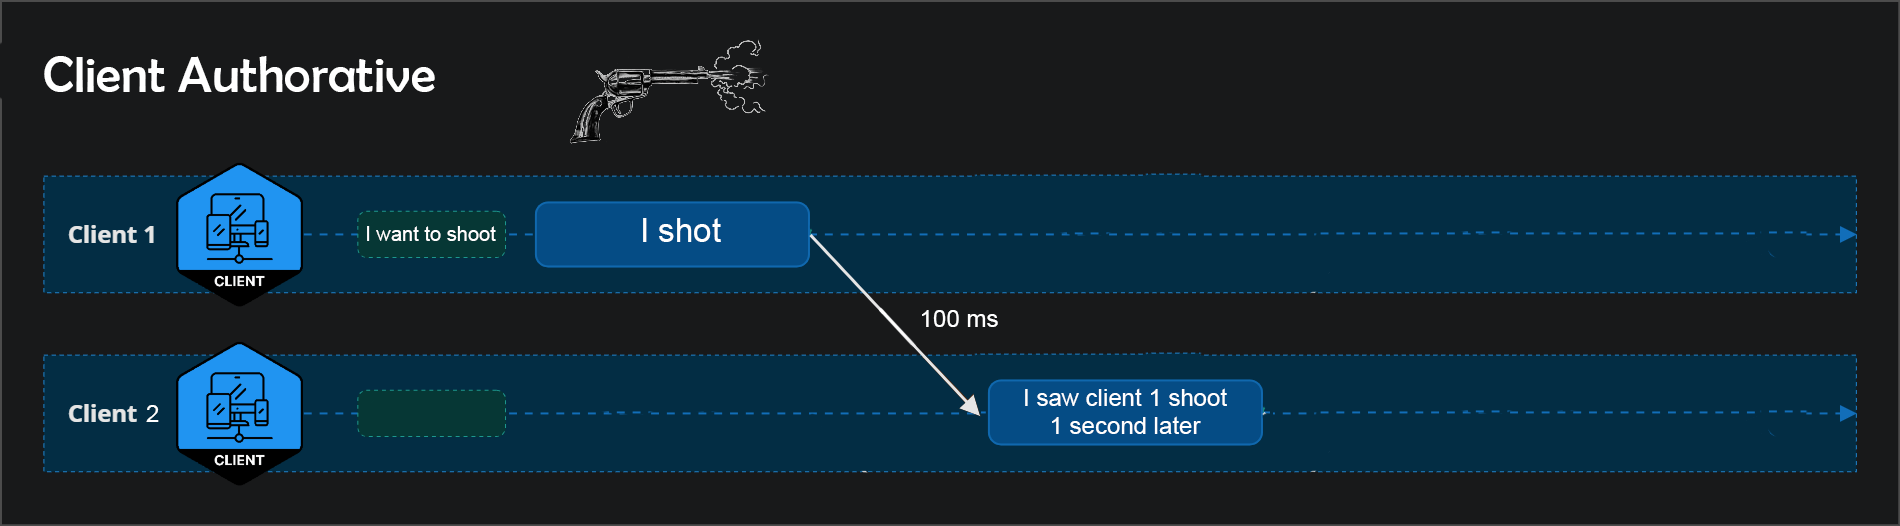 Client Authorative
Client 1
CLIENT
I want to shoot
I shot
100 ms
Client 2
CLIENT
I saw client 1 shoot
1 second later